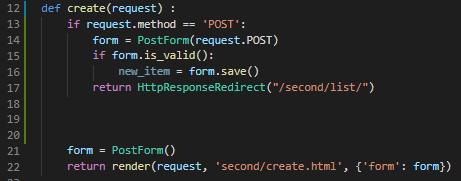 12 def create(request) :
13 if request.method == 'POST':
14 form = PostForm(request.POST)
15 if form.is_valid():
16 new_item = form.save()
17 return HttpResponseRedirect("/second/list/")
18
19
20
21 form = PostForm()
22 return render(request, 'second/create.html', {'form': form})